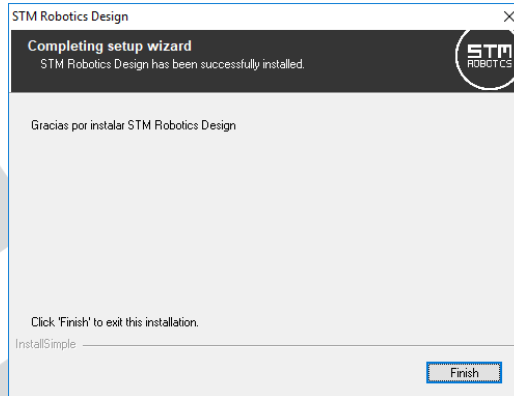 STM Robotics Design
Completing setup wizard
STM Robotics Design has been successfully installed.
STM
ROBOTCS
Gracias por instalar STM Robotics Design
Click 'Finish' to exit this installation.
InstallSimple
Finish